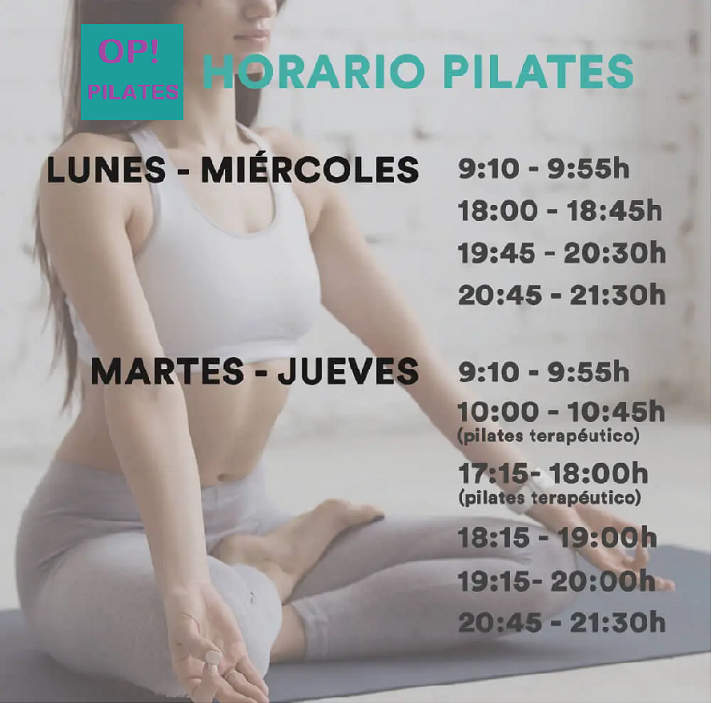 OP!
PILATES
HORARIO PILATES
LUNES - MIÉRCOLES
9:10 - 9:55h
18:00 - 18:45h
19:45 - 20:30h
20:45 - 21:30h
MARTES - JUEVES
9:10 - 9:55h
10:00 - 10:45h
(pilates terapéutico)
17:15- 18:00h
(pilates terapéutico)
18:15 - 19:00h
19:15- 20:00h
20:45 - 21:30h